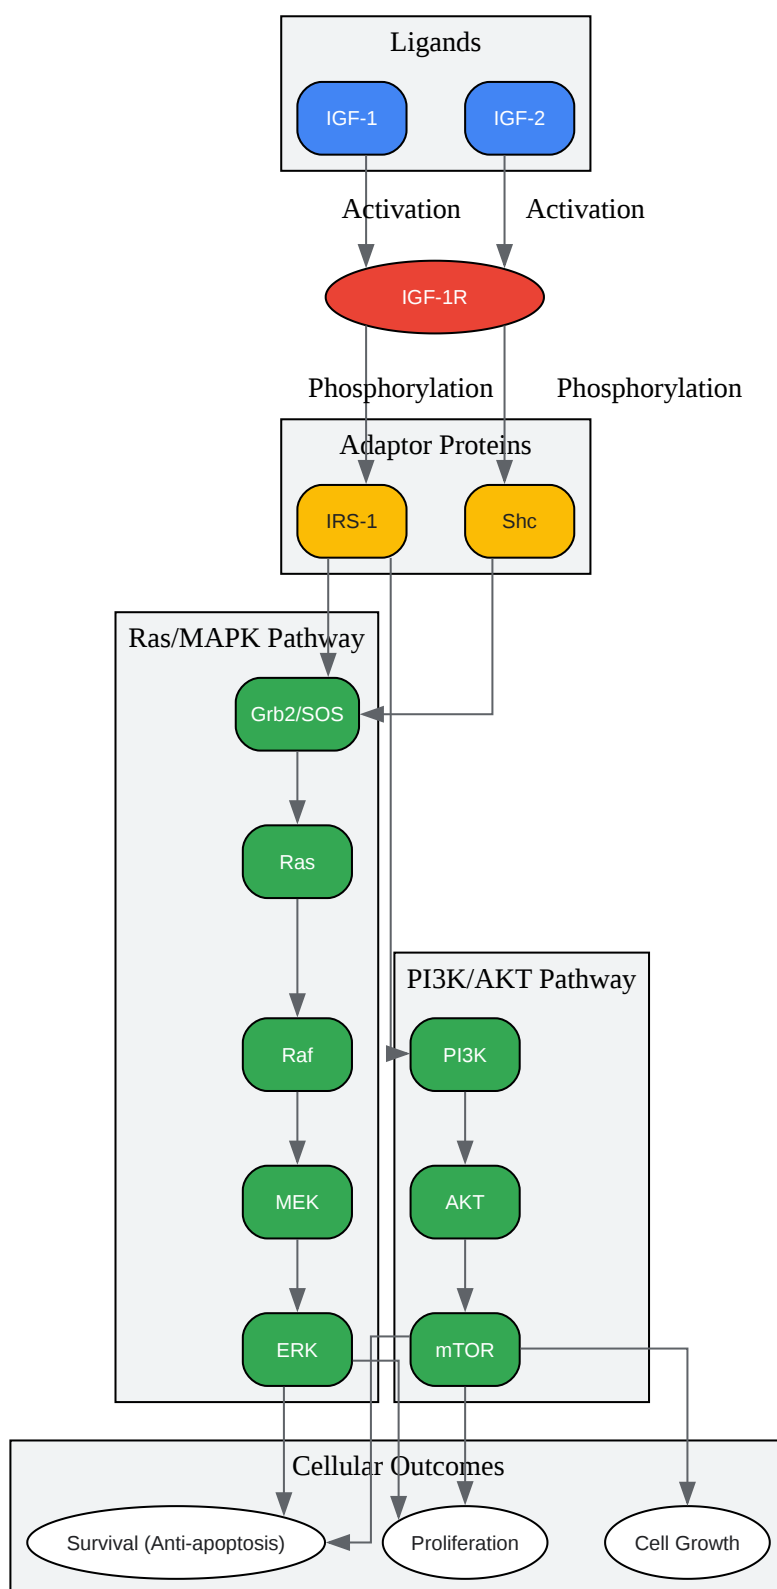 Ligands
IGF-1
IGF-2
Activation
Activation
IGF-1R
Phosphorylation
Phosphorylation
Adaptor Proteins
IRS-1
Shc
Ras/MAPK Pathway
Grb2/SOS
Ras
PI3K/AKT Pathway
Raf
PI3K
MEK
AKT
ERK
mTOR
Cellular Outcomes
Survival (Anti-apoptosis)
Proliferation
Cell Growth